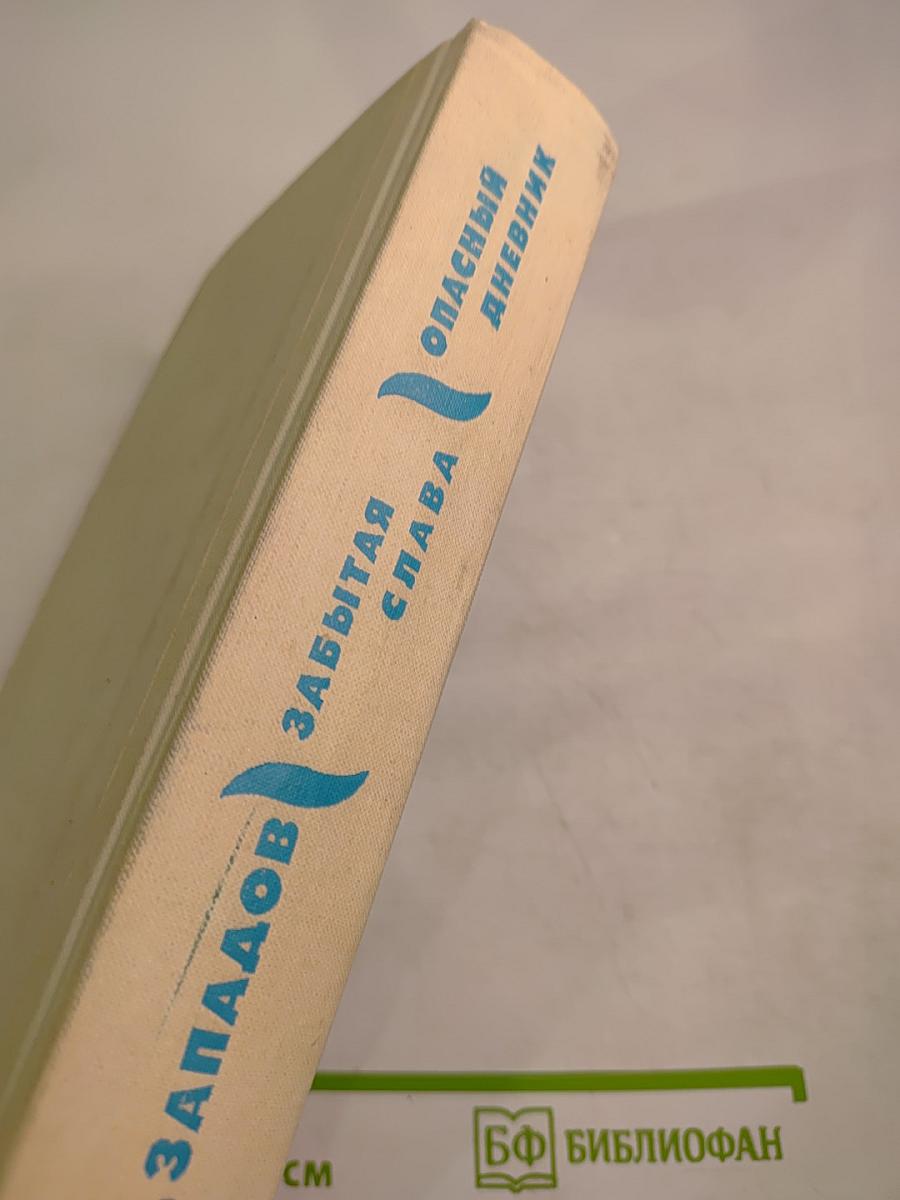 ЗАПАДОВ
ЗАБЫТАЯ
СЛАВА
ОПАСНЫЙ
ДНЕВНИК
СМ
БФ БИБЛИОФАН